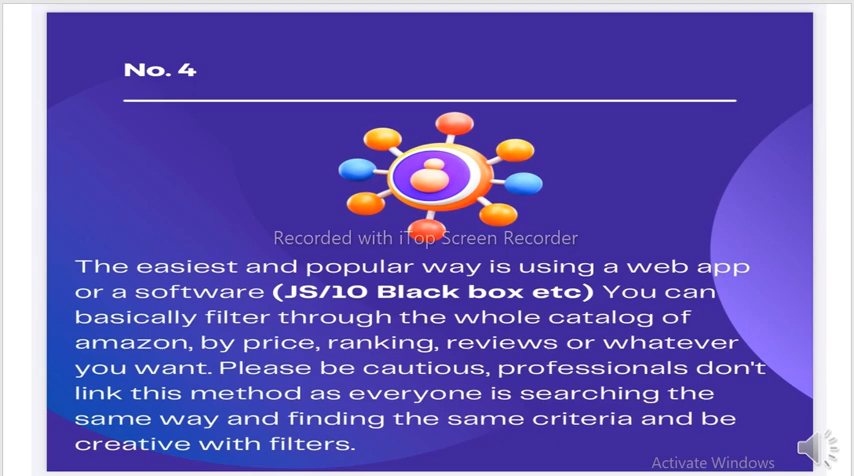 No. 4
Recorded with iTop Screen Recorder
The easiest and popular way is using a web app
or a software (JS/10 Black box etc) You can
basically filter through the whole catalog of
amazon, by price, ranking, reviews or whatever
you want. Please be cautious, professionals don't
link this method as everyone is searching the
same way and finding the same criteria and be
creative with filters.
Activate Windows